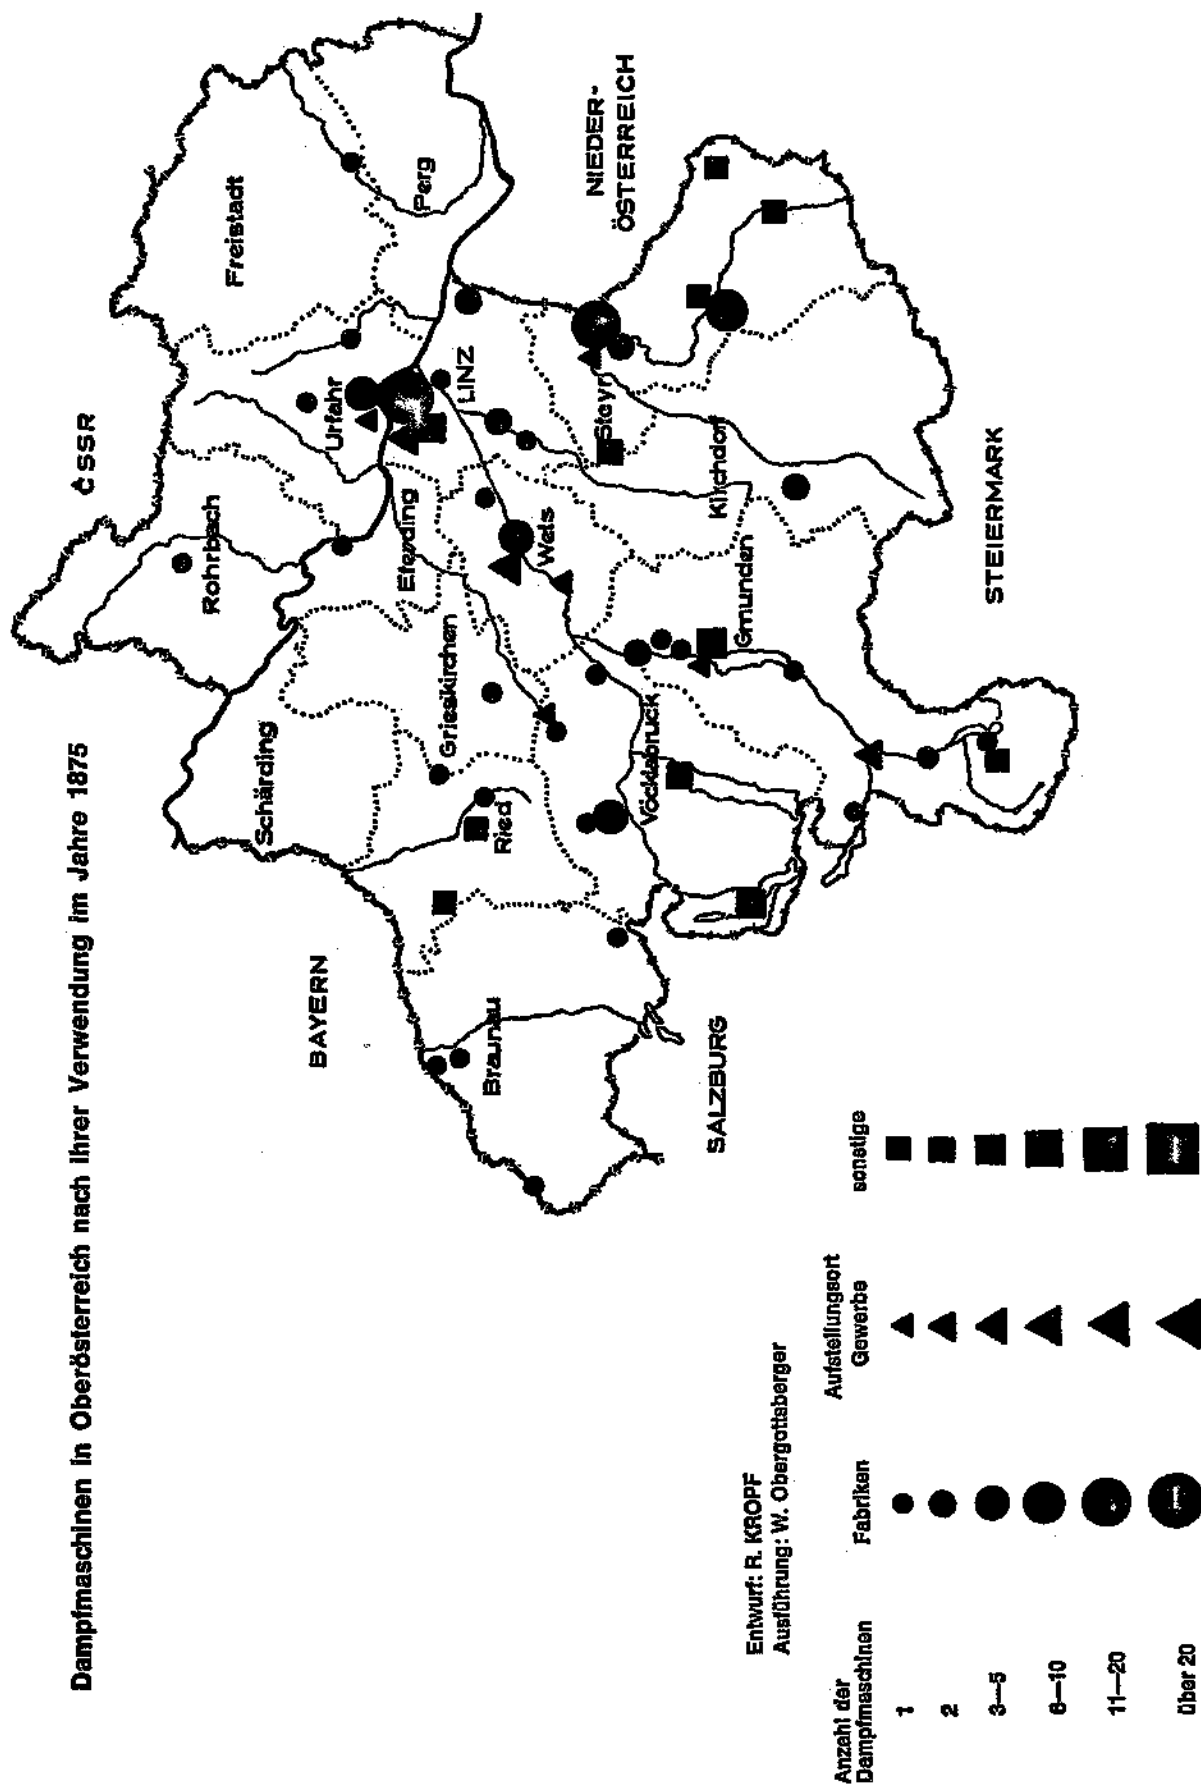 Dampfmaschinen in Oberösterreich nach ihrer Verwendung im Jahre 1875
ČSSR
Rohrbach
Freistadt
Urfahr
Perg
Schärding
BAYERN
Eferding
LINZ
Grieskirchen
Ried
Wels
NIEDER-
ÖSTERREICH
Braunau
Steyr
Vöcklabruck
Gmunden
Kirchdorf
SALZBURG
STEIERMARK
Entwurf: R. KROPF
Ausführung: W. Obergottsberger
Anzahl der
Dampfmaschinen
Aufstellungsort
Fabriken Gewerbe sonstige
1
2
3—5
6—10
11—20
über 20